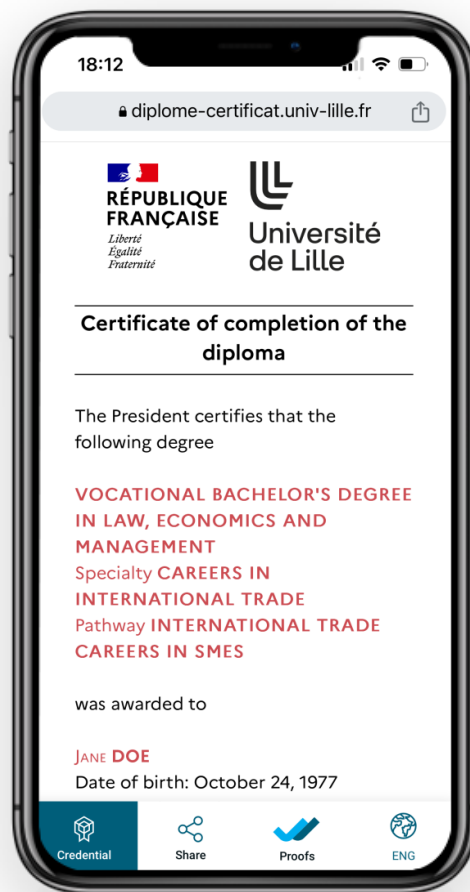 18:12
diplome-certificat.univ-lille.fr
RÉPUBLIQUE
FRANÇAISE
Liberté
Égalité
Fraternité
Université
de Lille
Certificate of completion of the
diploma
The President certifies that the
following degree
VOCATIONAL BACHELOR'S DEGREE
IN LAW, ECONOMICS AND
MANAGEMENT
Specialty CAREERS IN
INTERNATIONAL TRADE
Pathway INTERNATIONAL TRADE
CAREERS IN SMES
was awarded to
JANE DOE
Date of birth: October 24, 1977
Credential
Share
Proofs
ENG